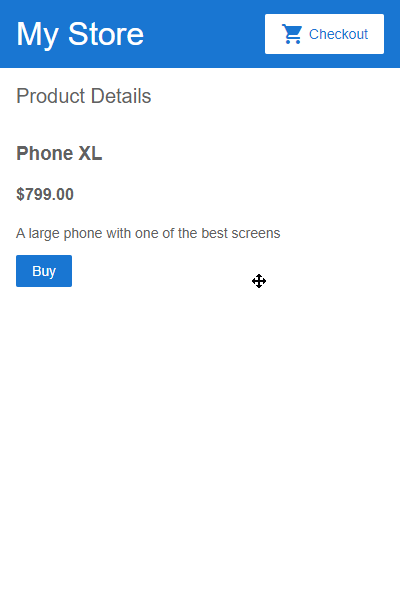 My Store
Checkout
Product Details
Phone XL
$799.00
A large phone with one of the best screens
Buy